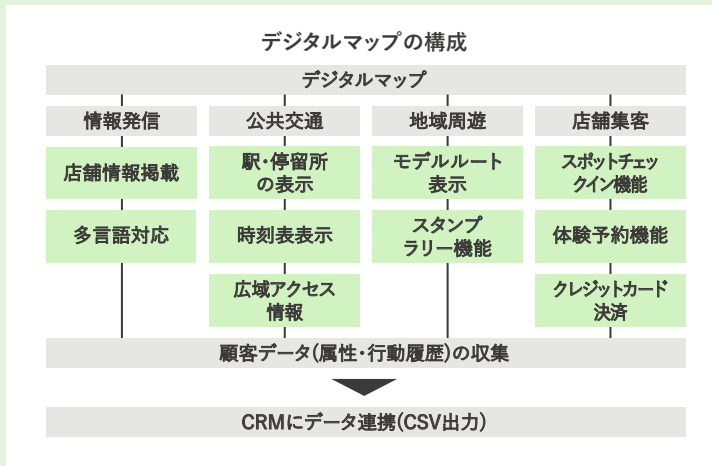 デジタルマップの構成
デジタルマップ
情報発信
公共交通
地域周遊
店舗集客
店舗情報掲載
駅・停留所
の表示
モデルルート
表示
スポットチェッ
クイン機能
多言語対応
時刻表表示
スタンプ
ラリー機能
体験予約機能
広域アクセス
情報
クレジットカード
決済
顧客データ(属性・行動履歴)の収集
CRMにデータ連携(CSV出力)